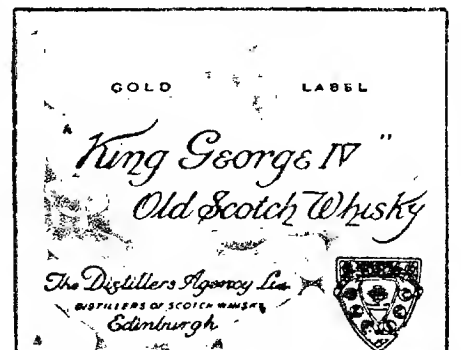 GOLD LABEL
King George IV"
Old Scotch Whisky
The Distillers Agency Ltd
DISTILLERS OF SCOTCH WHISKY
Edinburgh